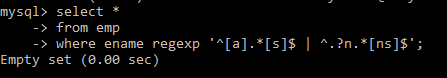 mysql> select *
-> from emp
-> where ename regexp '^[a].*[s]$ | ^.?n.*[ns]$';
Empty set (0.00 sec)